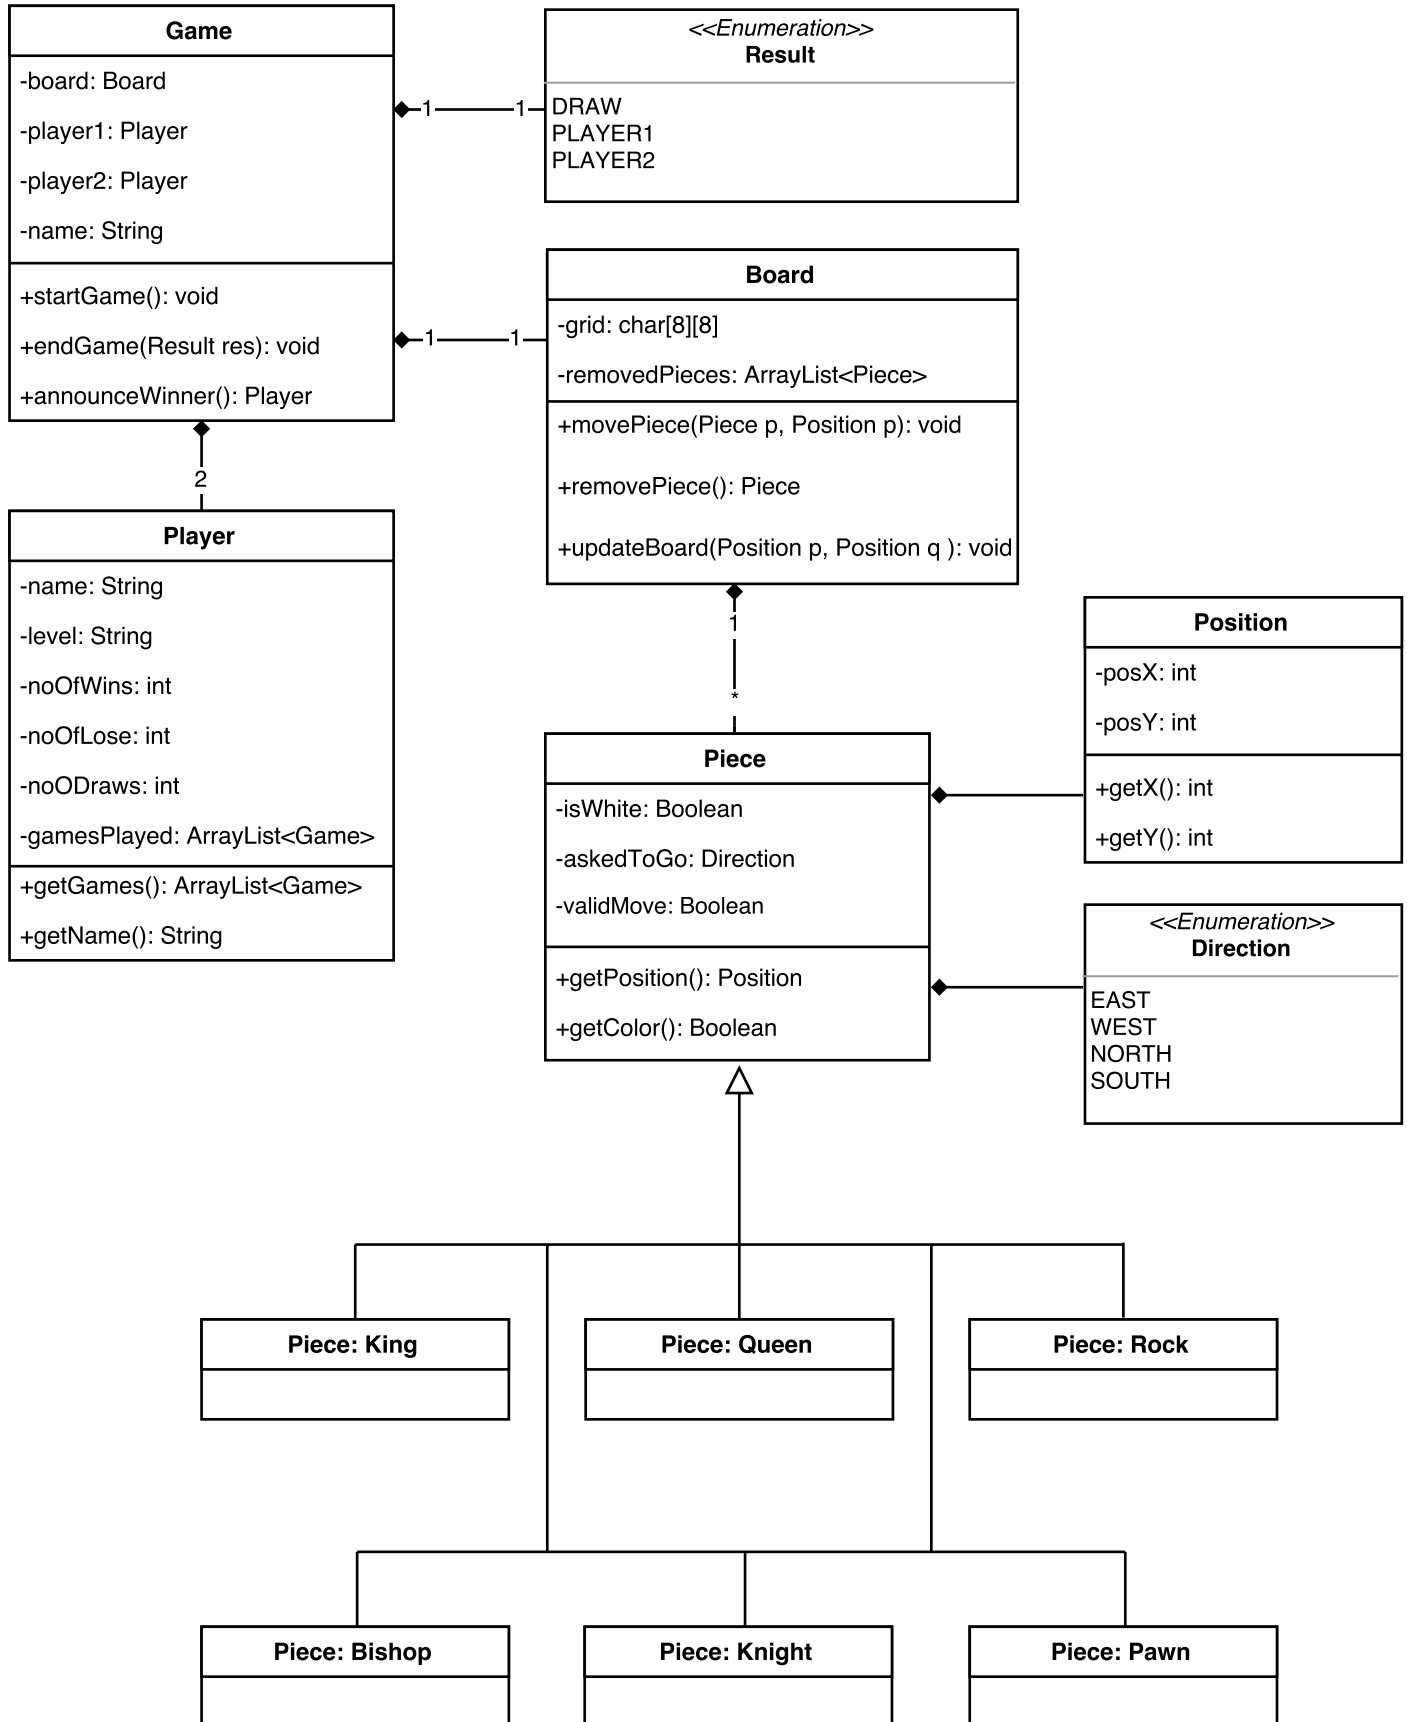 Game
-board: Board
-player1: Player
-player2: Player
-name: String
+startGame(): void
+endGame(Result res): void
+announceWinner(): Player
1
1
<<Enumeration>>
Result
DRAW
PLAYER1
PLAYER2
1
1
Board
-grid: char[8][8]
-removedPieces: ArrayList<Piece>
+movePiece(Piece p, Position p): void
+removePiece(): Piece
+updateBoard(Position p, Position q ): void
2
Player
-name: String
-level: String
-noOfWins: int
-noOfLose: int
-noODraws: int
-gamesPlayed: ArrayList<Game>
+getGames(): ArrayList<Game>
+getName(): String
1
*
Piece
-isWhite: Boolean
-askedToGo: Direction
-validMove: Boolean
+getPosition(): Position
+getColor(): Boolean
Position
-posX: int
-posY: int
+getX(): int
+getY(): int
<<Enumeration>>
Direction
EAST
WEST
NORTH
SOUTH
Piece: King
Piece: Queen
Piece: Rock
Piece: Bishop
Piece: Knight
Piece: Pawn